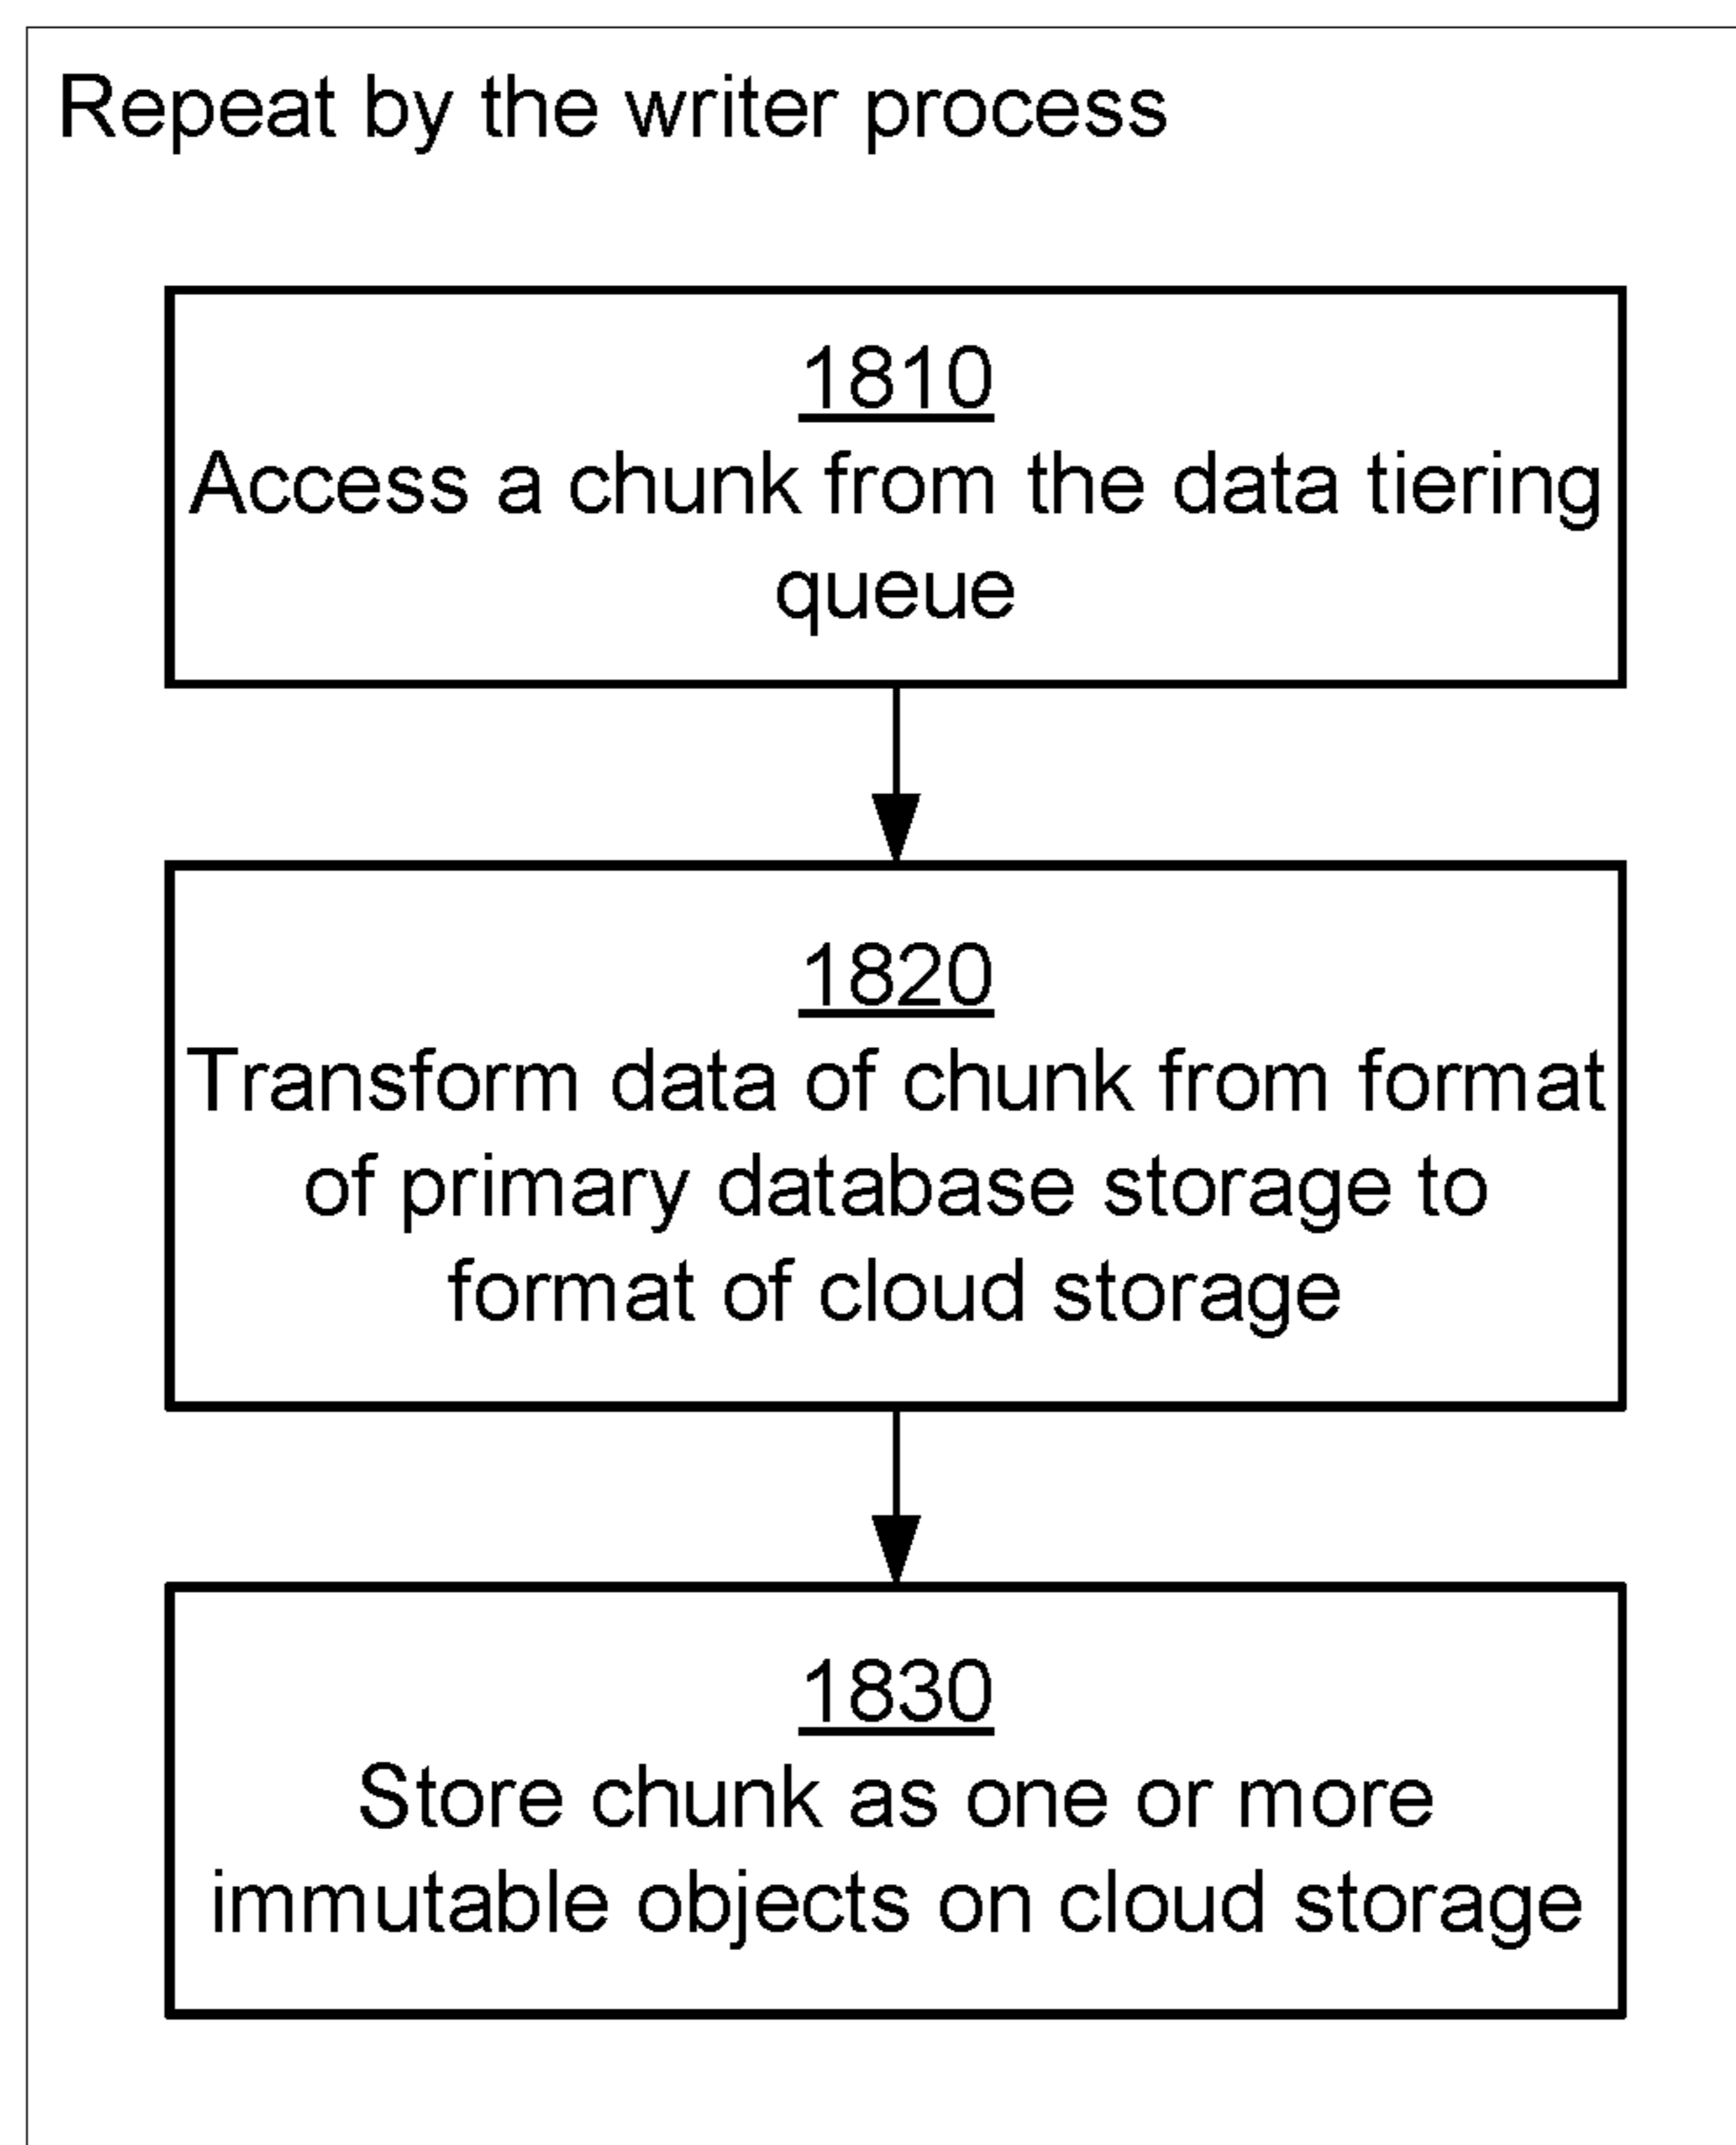 Repeat by the writer process
1810
Access a chunk from the data tiering
queue
1820
Transform data of chunk from format
of primary database storage to
format of cloud storage
1830
Store chunk as one or more
immutable objects on cloud storage